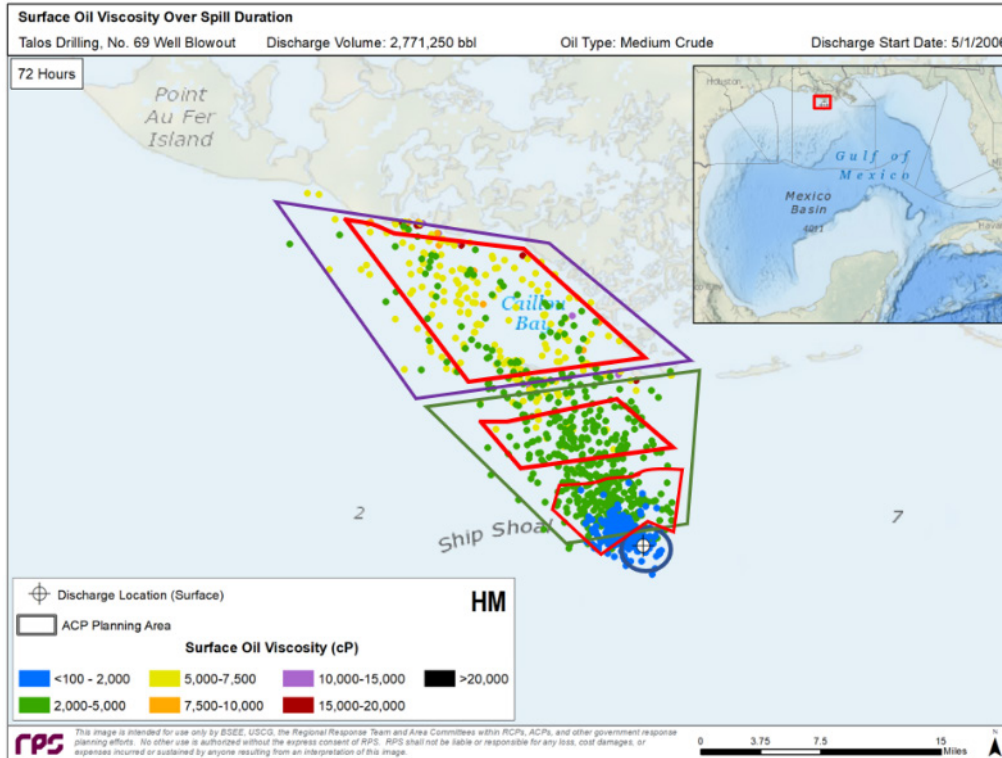 Surface Oil Viscosity Over Spill Duration
Talos Drilling, No. 69 Well Blowout Discharge Volume: 2,771,250 bbl Oil Type: Medium Crude Discharge Start Date: 5/1/2006
72 Hours
Point
Au Fer
Island
Houston
Gulf of
Mexico
Mexico
Basin
Caillou
Bay
2
Ship Shoal
7
Discharge Location (Surface)
HM
ACP Planning Area
Surface Oil Viscosity (cP)
<100 - 2,000 5,000-7,500 10,000-15,000 >20,000
2,000-5,000 7,500-10,000 15,000-20,000
rps
This image is intended for use only by BSEE, USCG, the Regional Response Team and Area Committees within RCPs, ACPs, and other government response
planning efforts. No other use is authorized without the express consent of RPS. RPS shall not be liable or responsible for any loss, cost damages, or
expenses incurred or sustained by anyone resulting from an interpretation of this image.
0 3.75 7.5 15
Miles